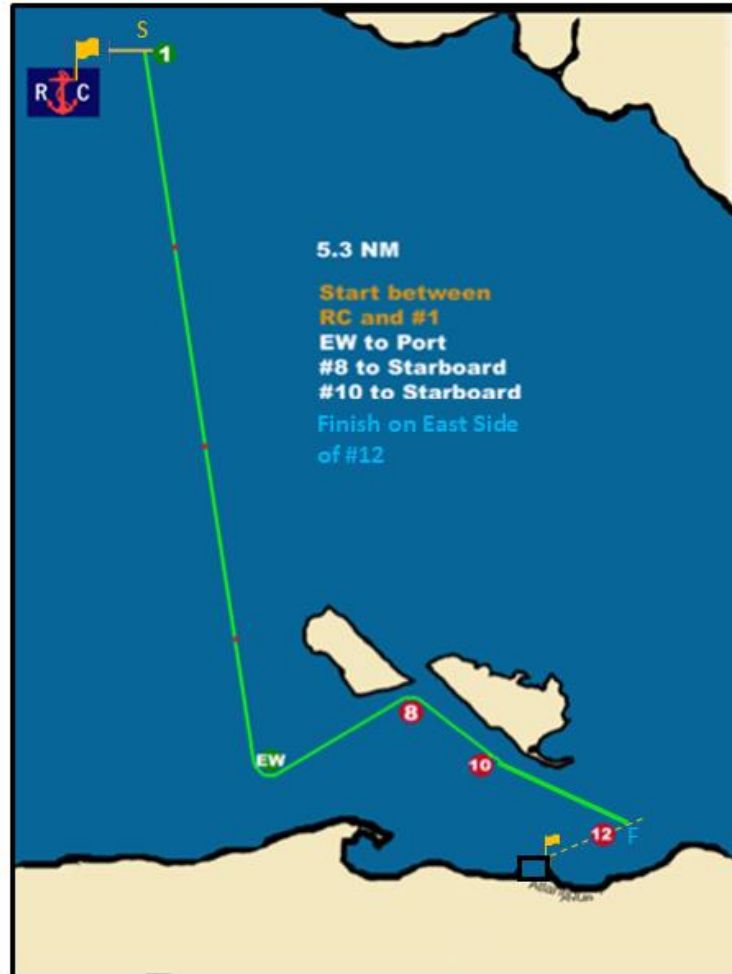 S
1
R C
5.3 NM
Start between
RC and #1
EW to Port
#8 to Starboard
#10 to Starboard
Finish on East Side
of #12
8
EW
10
12
F